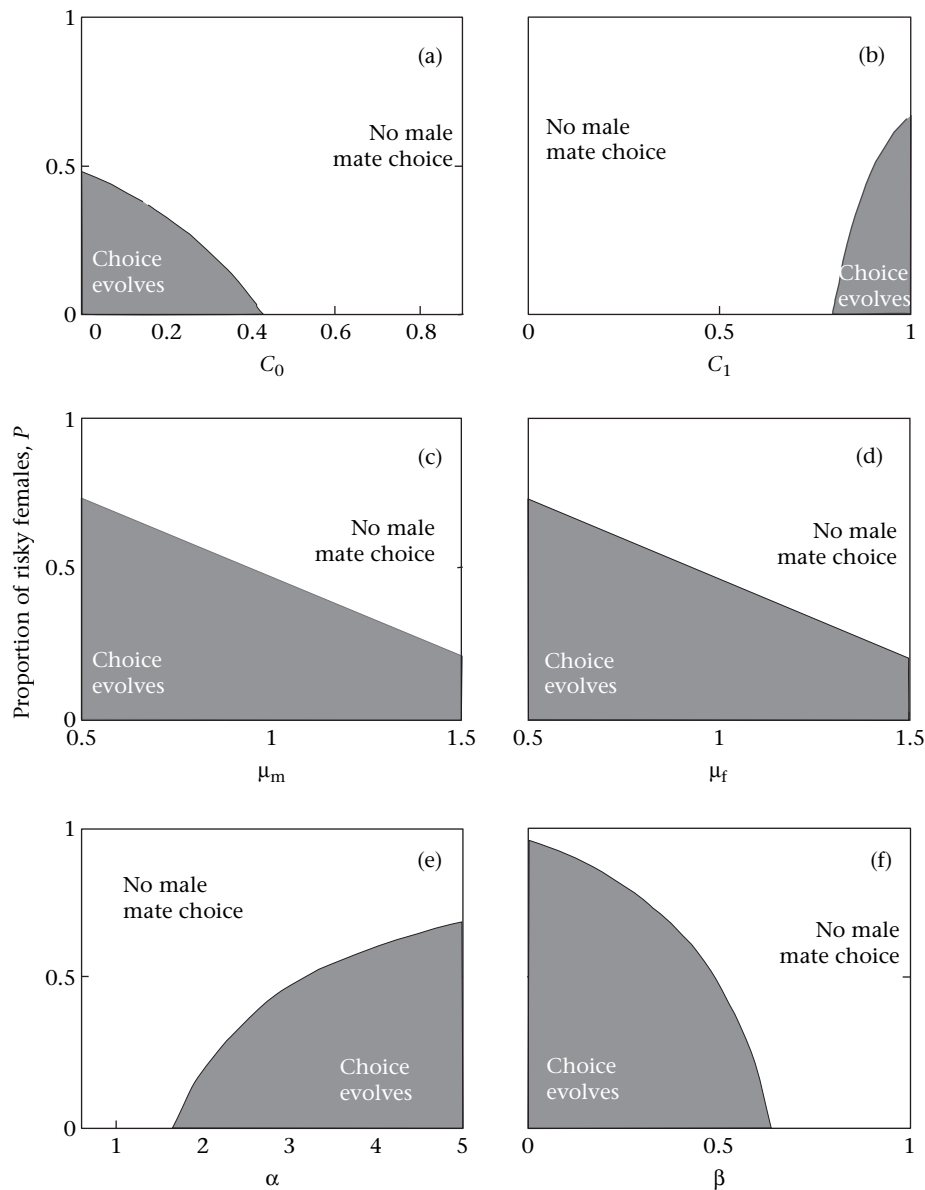 1
(a)
No male
mate choice
0.5
Choice
evolves
0
0 0.2 0.4 0.6 0.8
C0
(b)
No male
mate choice
Choice
evolves
0 0.5 1
C1
Proportion of risky females, P
1
(c)
No male
mate choice
0.5
Choice
evolves
0
0.5 1 1.5
μm
(d)
No male
mate choice
Choice
evolves
0.5 1 1.5
μf
1
(e)
No male
mate choice
0.5
Choice
evolves
0
1 2 3 4 5
α
(f)
No male
mate choice
Choice
evolves
0 0.5 1
β